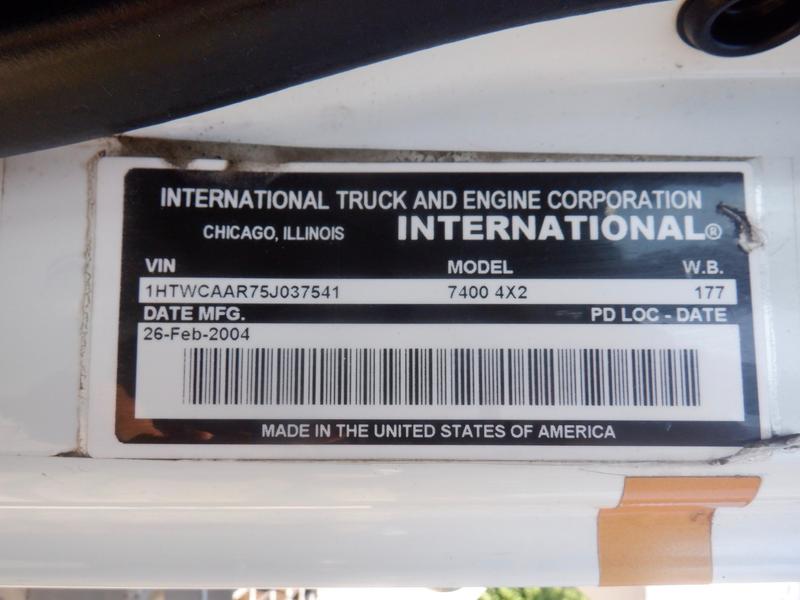 INTERNATIONAL TRUCK AND ENGINE CORPORATION
CHICAGO, ILLINOIS INTERNATIONAL®
VIN MODEL W.B.
1HTWCAAR75J037541 7400 4X2 177
DATE MFG. PD LOC - DATE
26-Feb-2004
MADE IN THE UNITED STATES OF AMERICA